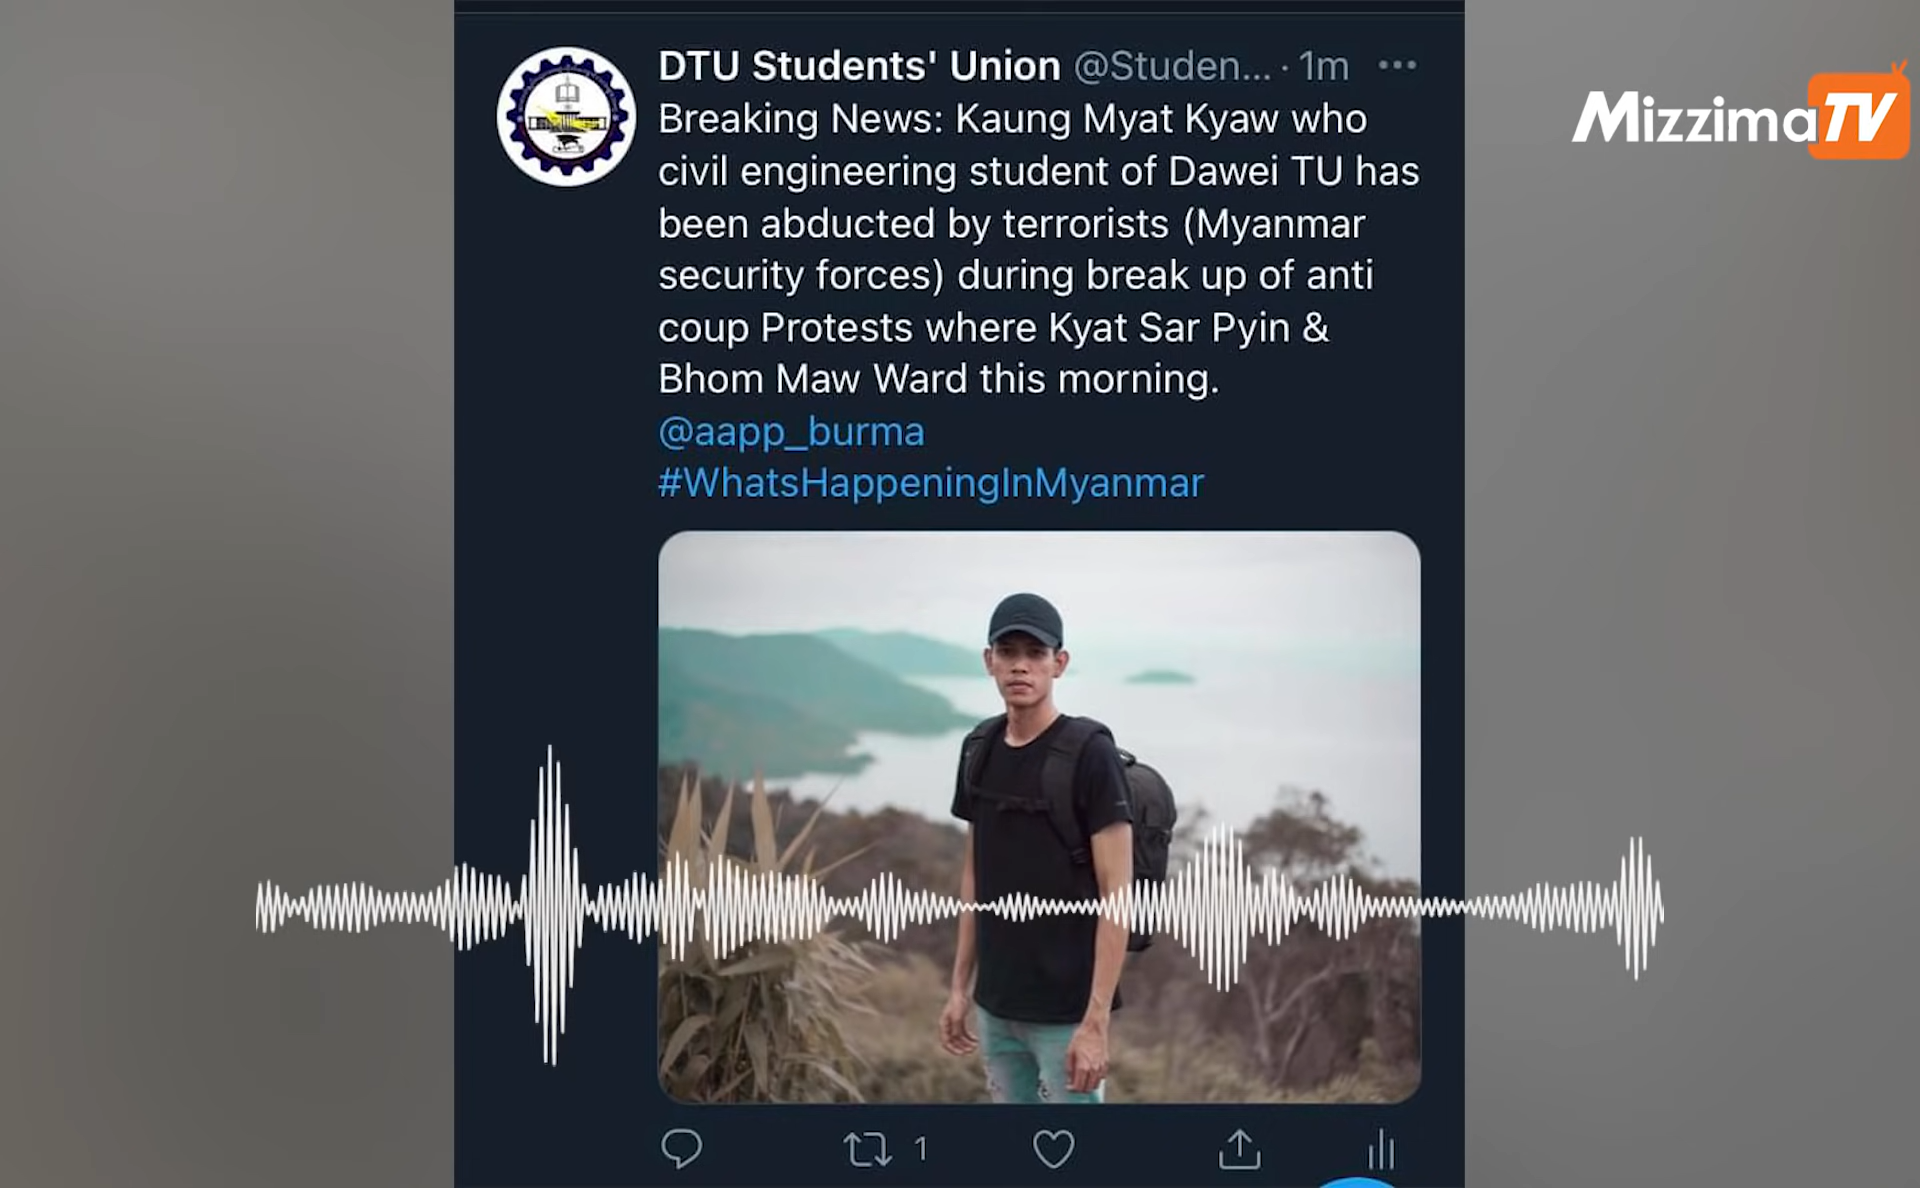 DTU Students' Union @Studen... · 1m
Breaking News: Kaung Myat Kyaw who
civil engineering student of Dawei TU has
been abducted by terrorists (Myanmar
security forces) during break up of anti
coup Protests where Kyat Sar Pyin &
Bhom Maw Ward this morning.
@aapp_burma
#WhatsHappeningInMyanmar
1
MizzimaTV